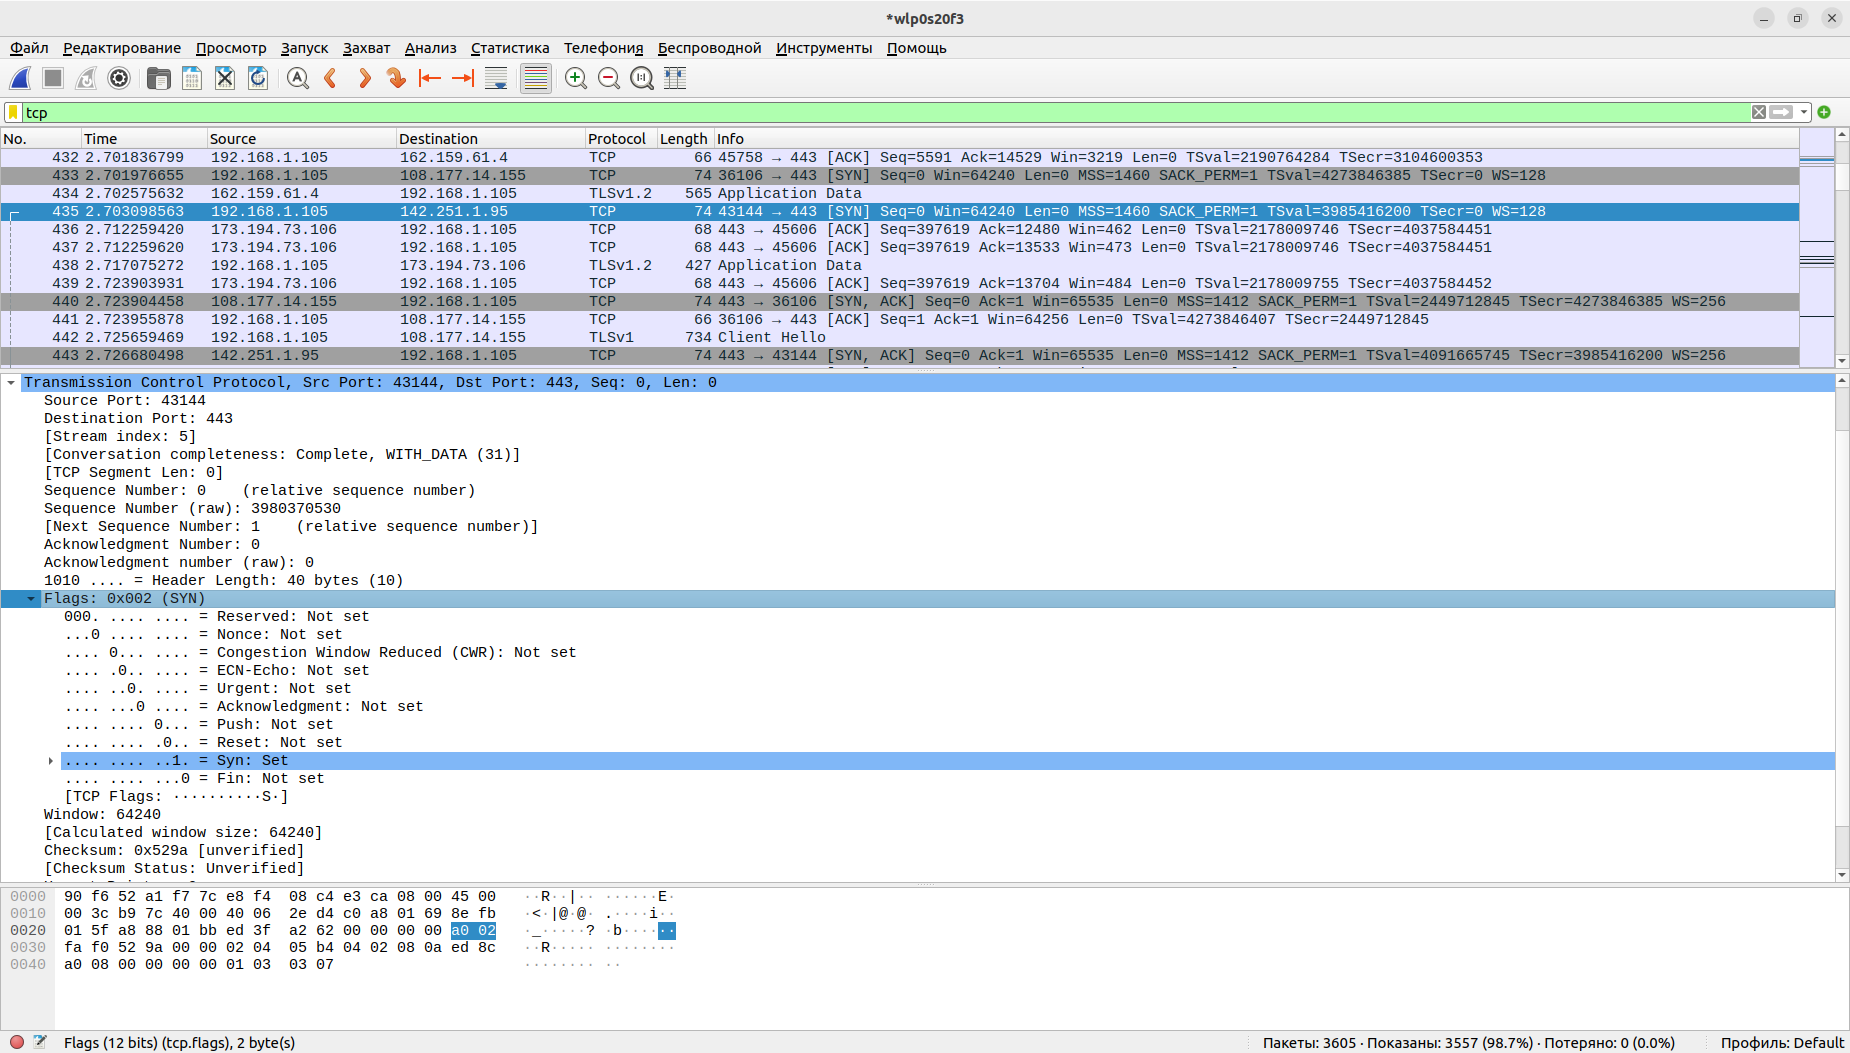 *wlp0s20f3
Файл Редактирование Просмотр Запуск Захват Анализ Статистика Телефония Беспроводной Инструменты Помощь
tcp
No. Time Source Destination Protocol Length Info
432 2.701836799 192.168.1.105 162.159.61.4 TCP 66 45758 → 443 [ACK] Seq=5591 Ack=14529 Win=3219 Len=0 TSval=2190764284 TSecr=3104600353
433 2.701976655 192.168.1.105 108.177.14.155 TCP 74 36106 → 443 [SYN] Seq=0 Win=64240 Len=0 MSS=1460 SACK_PERM=1 TSval=4273846385 TSecr=0 WS=128
434 2.702575632 162.159.61.4 192.168.1.105 TLSv1.2 565 Application Data
435 2.703098563 192.168.1.105 142.251.1.95 TCP 74 43144 → 443 [SYN] Seq=0 Win=64240 Len=0 MSS=1460 SACK_PERM=1 TSval=3985416200 TSecr=0 WS=128
436 2.712259420 173.194.73.106 192.168.1.105 TCP 68 443 → 45606 [ACK] Seq=397619 Ack=12480 Win=462 Len=0 TSval=2178009746 TSecr=4037584451
437 2.712259620 173.194.73.106 192.168.1.105 TCP 68 443 → 45606 [ACK] Seq=397619 Ack=13533 Win=473 Len=0 TSval=2178009746 TSecr=4037584451
438 2.717075272 192.168.1.105 173.194.73.106 TLSv1.2 427 Application Data
439 2.723903931 173.194.73.106 192.168.1.105 TCP 68 443 → 45606 [ACK] Seq=397619 Ack=13704 Win=484 Len=0 TSval=2178009755 TSecr=4037584452
440 2.723904458 108.177.14.155 192.168.1.105 TCP 74 443 → 36106 [SYN, ACK] Seq=0 Ack=1 Win=65535 Len=0 MSS=1412 SACK_PERM=1 TSval=2449712845 TSecr=4273846385 WS=256
441 2.723955878 192.168.1.105 108.177.14.155 TCP 66 36106 → 443 [ACK] Seq=1 Ack=1 Win=64256 Len=0 TSval=4273846407 TSecr=2449712845
442 2.725659469 192.168.1.105 108.177.14.155 TLSv1 734 Client Hello
443 2.726680498 142.251.1.95 192.168.1.105 TCP 74 443 → 43144 [SYN, ACK] Seq=0 Ack=1 Win=65535 Len=0 MSS=1412 SACK_PERM=1 TSval=4091665745 TSecr=3985416200 WS=256
Transmission Control Protocol, Src Port: 43144, Dst Port: 443, Seq: 0, Len: 0
Source Port: 43144
Destination Port: 443
[Stream index: 5]
[Conversation completeness: Complete, WITH_DATA (31)]
[TCP Segment Len: 0]
Sequence Number: 0 (relative sequence number)
Sequence Number (raw): 3980370530
[Next Sequence Number: 1 (relative sequence number)]
Acknowledgment Number: 0
Acknowledgment number (raw): 0
1010 .... = Header Length: 40 bytes (10)
Flags: 0x002 (SYN)
000. .... .... = Reserved: Not set
...0 .... .... = Nonce: Not set
.... 0... .... = Congestion Window Reduced (CWR): Not set
.... .0.. .... = ECN-Echo: Not set
.... ..0. .... = Urgent: Not set
.... ...0 .... = Acknowledgment: Not set
.... .... 0... = Push: Not set
.... .... .0.. = Reset: Not set
.... .... ..1. = Syn: Set
.... .... ...0 = Fin: Not set
[TCP Flags: ··········S·]
Window: 64240
[Calculated window size: 64240]
Checksum: 0x529a [unverified]
[Checksum Status: Unverified]
0000 90 f6 52 a1 f7 7c e8 f4 08 c4 e3 ca 08 00 45 00 ··R··|·· ······E·
0010 00 3c b9 7c 40 00 40 06 2e d4 c0 a8 01 69 8e fb ·<·|@·@· .····i··
0020 01 5f a8 88 01 bb ed 3f a2 62 00 00 00 00 a0 02 ·_·····? ·b······
0030 fa f0 52 9a 00 00 02 04 05 b4 04 02 08 0a ed 8c ··R····· ········
0040 a0 08 00 00 00 00 01 03 03 07 ········ ··
Flags (12 bits) (tcp.flags), 2 byte(s) Пакеты: 3605 · Показаны: 3557 (98.7%) · Потеряно: 0 (0.0%) Профиль: Default